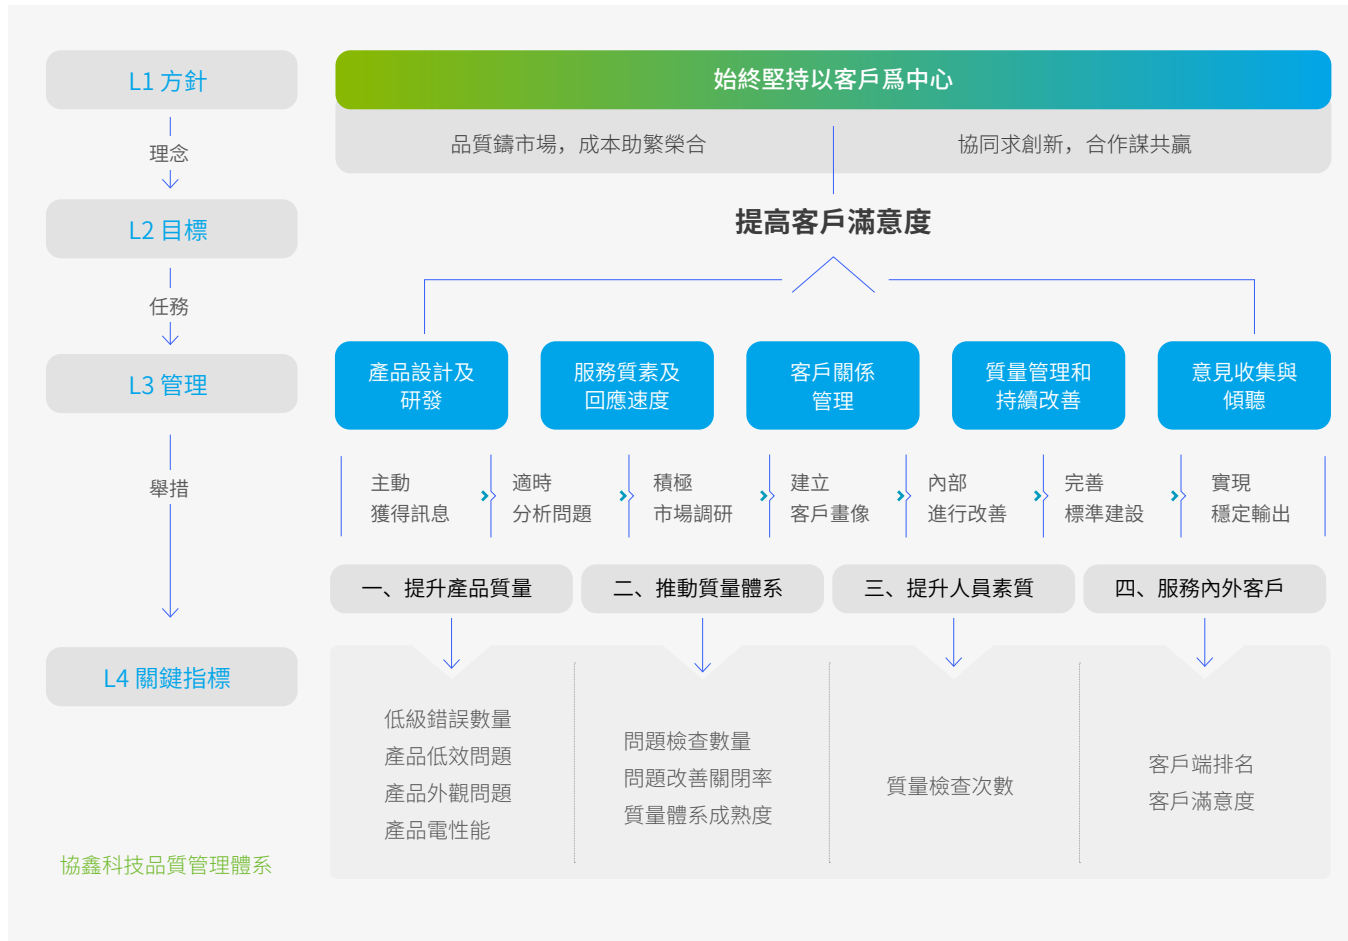 L1 方針
始終堅持以客戶爲中心
品質鑄市場，成本助繁榮合
協同求創新，合作謀共贏
理念
L2 目標
提高客戶滿意度
任務
L3 管理
產品設計及
研發
服務質素及
回應速度
客戶關係
管理
質量管理和
持續改善
意見收集與
傾聽
舉措
主動
獲得訊息
適時
分析問題
積極
市場調研
建立
客戶畫像
內部
進行改善
完善
標準建設
實現
穩定輸出
一、提升產品質量
二、推動質量體系
三、提升人員素質
四、服務內外客戶
L4 關鍵指標
低級錯誤數量
產品低效問題
產品外觀問題
產品電性能
問題檢查數量
問題改善關閉率
質量體系成熟度
質量檢查次數
客戶端排名
客戶滿意度
協鑫科技品質管理體系